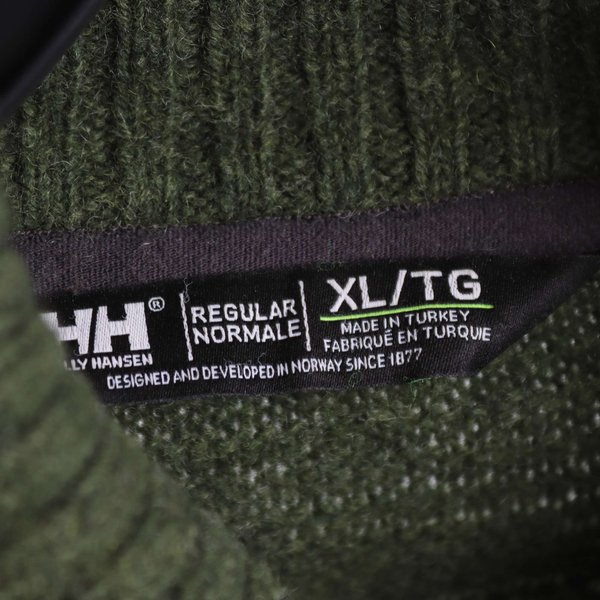 HH®
LLY HANSEN
REGULAR
NORMALE
XL/TG
MADE IN TURKEY
FABRIQUÉ EN TURQUIE
DESIGNED AND DEVELOPED IN NORWAY SINCE 1877